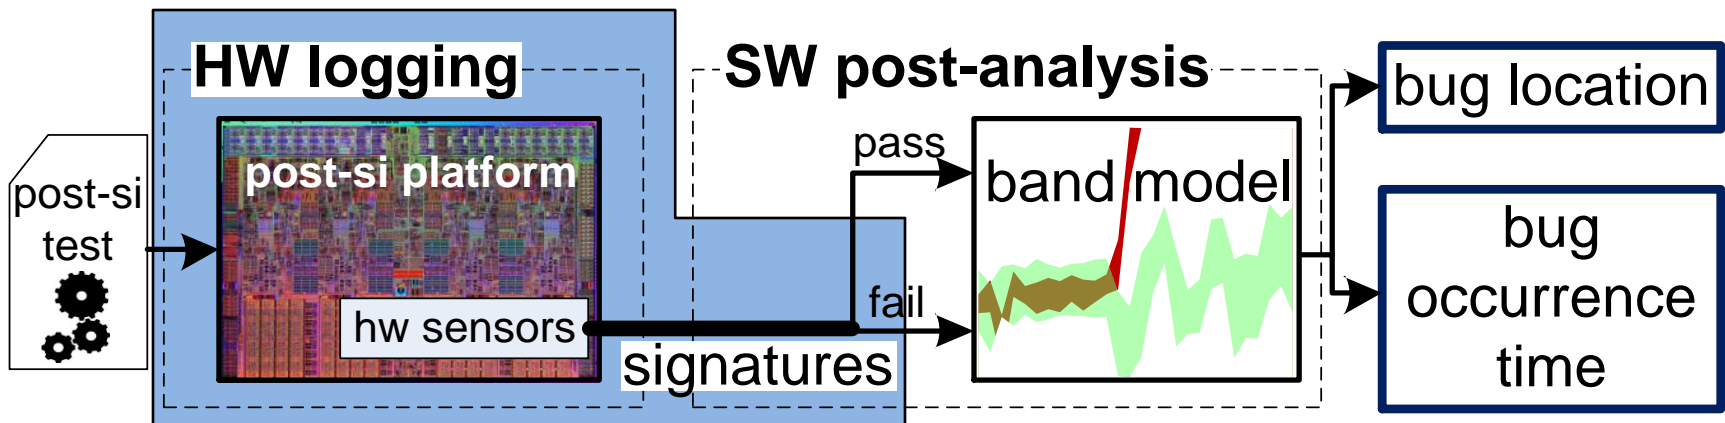 HW logging
SW post-analysis
post-si
test
post-si platform
hw sensors
signatures
pass
fail
band model
bug location
bug
occurrence
time